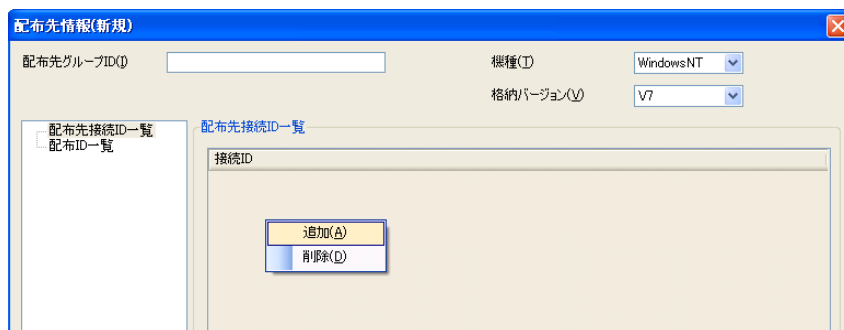 配布先情報(新規)
配布先グループID(I)
機種(T)
WindowsNT
格納バージョン(V)
V7
配布先接続ID一覧
配布ID一覧
配布先接続ID一覧
接続ID
追加(A)
削除(D)